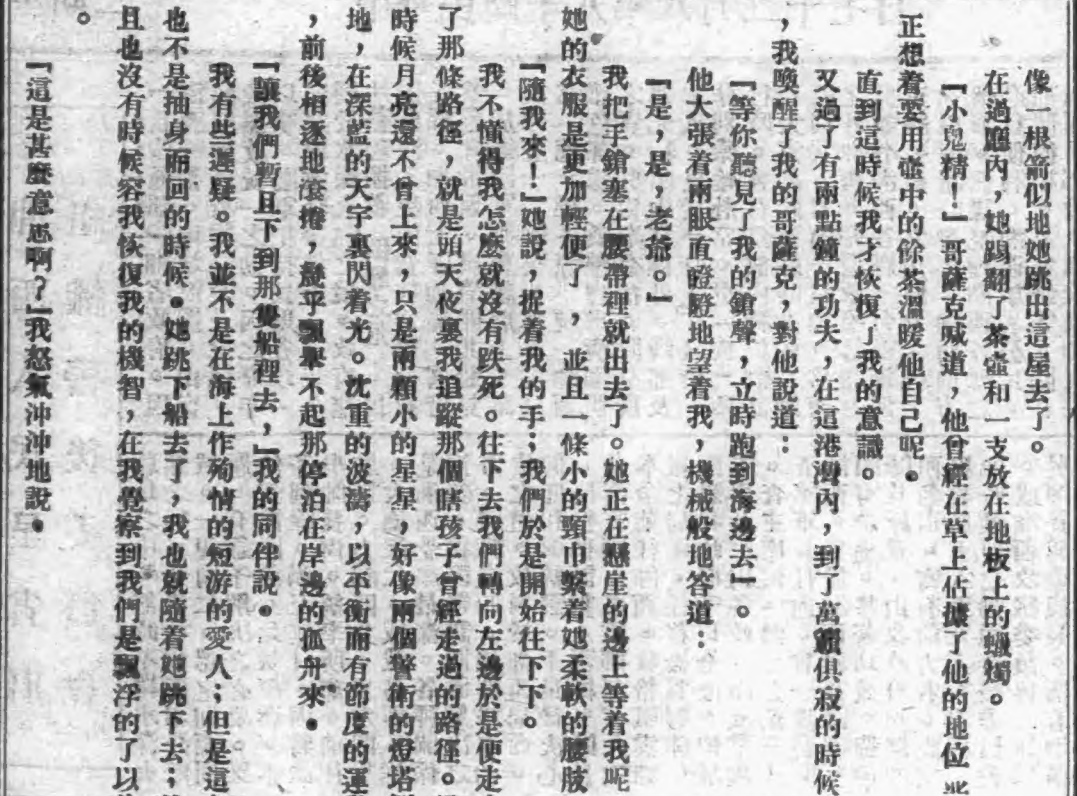 像一根箭似地她跳出這屋去了。
在過廳内，她踢翻了茶壺和一支放在地板上的蠟燭。
『小鬼精！』哥薩克喊道，他曾經在草上佔據了他的地位
正想着要用壺中的餘茶溫暖他自己呢。
直到這時候我才恢復了我的意識。
又過了有兩點鐘的功夫，在這港灣內，到了萬籟俱寂的時候
，我喚醒了我的哥薩克，對他說道：
『等你聽見了我的鎗聲，立時跑到海邊去』。
他大張着兩眼直瞪瞪地望着我，機械般地答道：
『是，是，老爺。』
我把手鎗塞在腰帶裡就出去了。她正在懸崖的邊上等着我呢
她的衣服是更加輕便了，並且一條小的頸巾繫着她柔軟的腰肢
『隨我來！』她說，捉着我的手；我們於是開始往下下。
我不懂得我怎麽就沒有跌死。往下去我們轉向左邊於是便走
了那條路徑，就是頭天夜裏我追蹤那個瞎孩子曾經走過的路徑。
時候月亮還不曾上來，只是兩顆小的星星，好像兩個警衛的燈塔
地，在深藍的天宇裏閃着光。沈重的波濤，以平衡而有節度的運
，前後相逐地滾捲，幾乎飄舉不起那停泊在岸邊的孤舟來。
『讓我們暫且下到那隻船裡去，』我的同伴說。
我有些遲疑。我並不是在海上作殉情的短游的愛人；但是這
也不是抽身而回的時候。她跳下船去了，我也就隨着她跳下去；
且也沒有時候容我恢復我的機智，在我覺察到我們是飄浮的了以
。
『這是甚麽意思啊？』我怒氣沖沖地說。